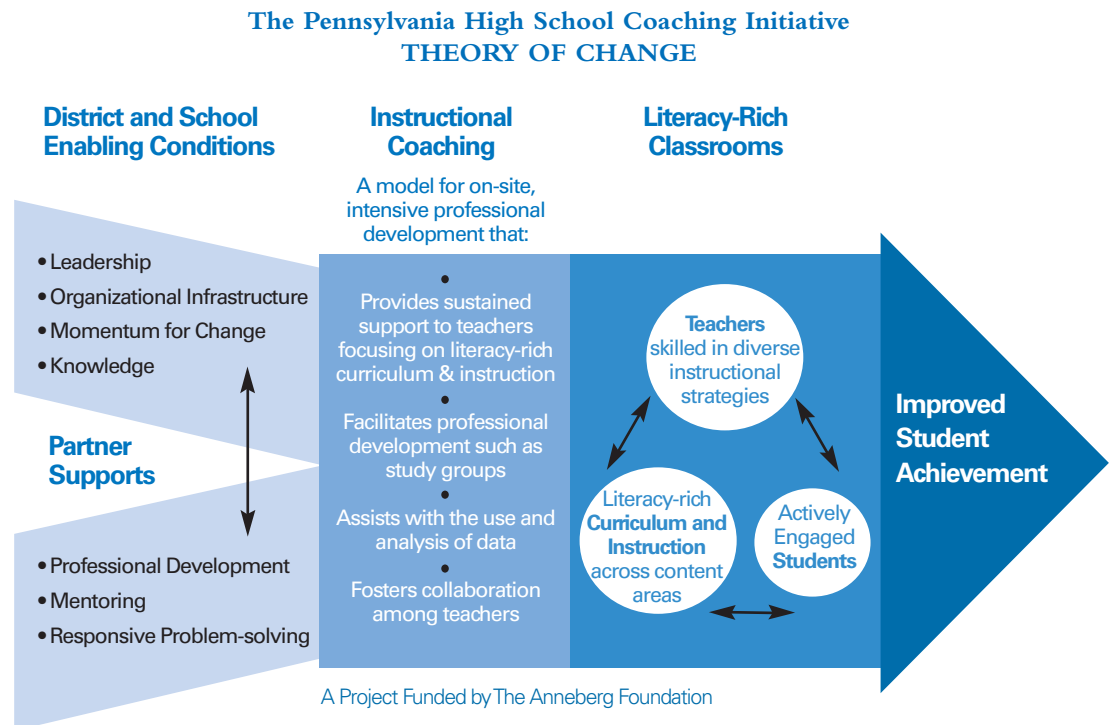 The Pennsylvania High School Coaching Initiative
THEORY OF CHANGE
District and School
Enabling Conditions
• Leadership
• Organizational Infrastructure
• Momentum for Change
• Knowledge
Partner
Supports
• Professional Development
• Mentoring
• Responsive Problem-solving
Instructional
Coaching
A model for on-site,
intensive professional
development that:
•
Provides sustained
support to teachers
focusing on literacy-rich
curriculum & instruction
•
Facilitates professional
development such as
study groups
•
Assists with the use and
analysis of data
•
Fosters collaboration
among teachers
Literacy-Rich
Classrooms
Teachers
skilled in diverse
instructional
strategies
Literacy-rich
Curriculum and
Instruction
across content
areas
Actively
Engaged
Students
Improved
Student
Achievement
A Project Funded by The Anneberg Foundation